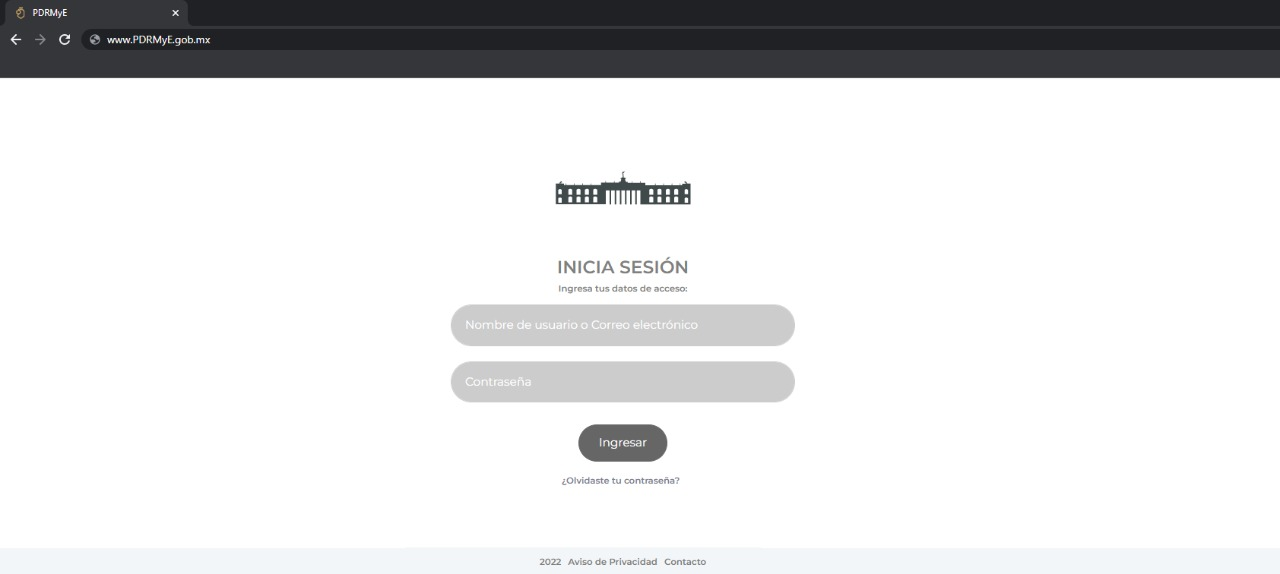 PDRMyE
www.PDRMyE.gob.mx
INICIA SESIÓN
Ingresa tus datos de acceso:
Nombre de usuario o Correo electrónico
Contraseña
Ingresar
¿Olvidaste tu contraseña?
2022 Aviso de Privacidad Contacto